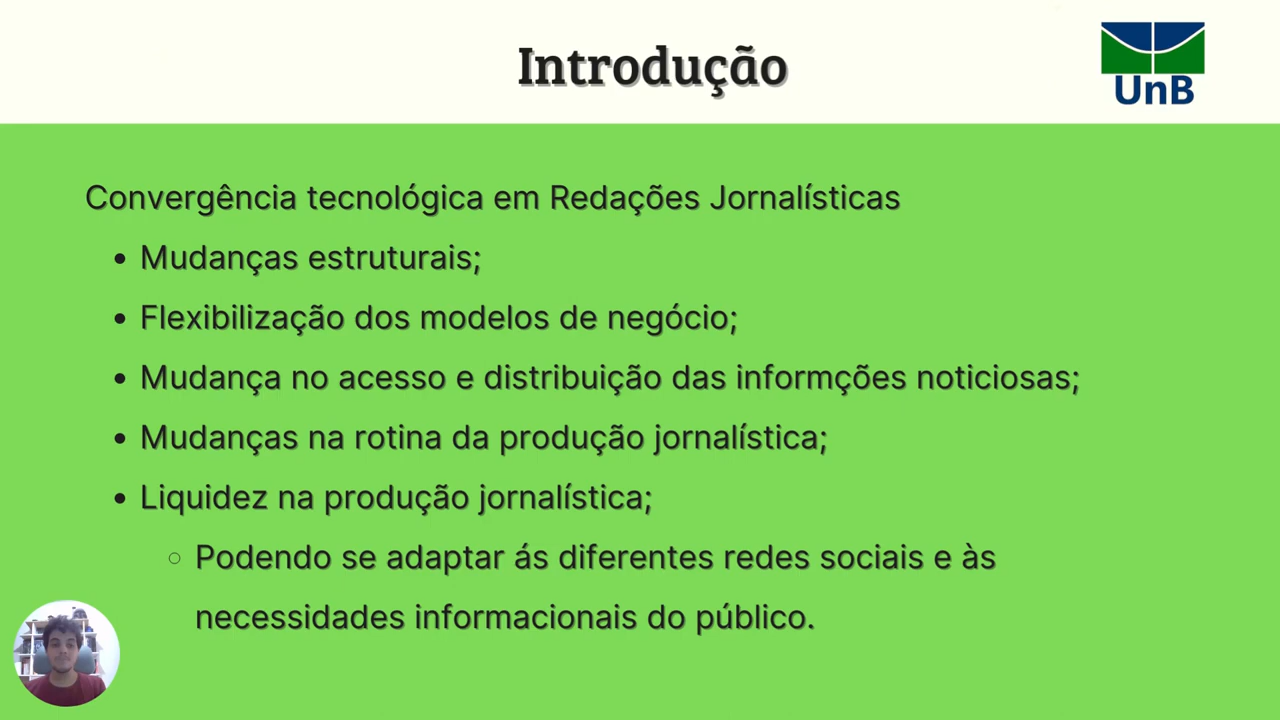 Introdução
UnB
Convergência tecnológica em Redações Jornalísticas
• Mudanças estruturais;
• Flexibilização dos modelos de negócio;
• Mudança no acesso e distribuição das informções noticiosas;
• Mudanças na rotina da produção jornalística;
• Liquidez na produção jornalística;
○ Podendo se adaptar ás diferentes redes sociais e às
necessidades informacionais do público.